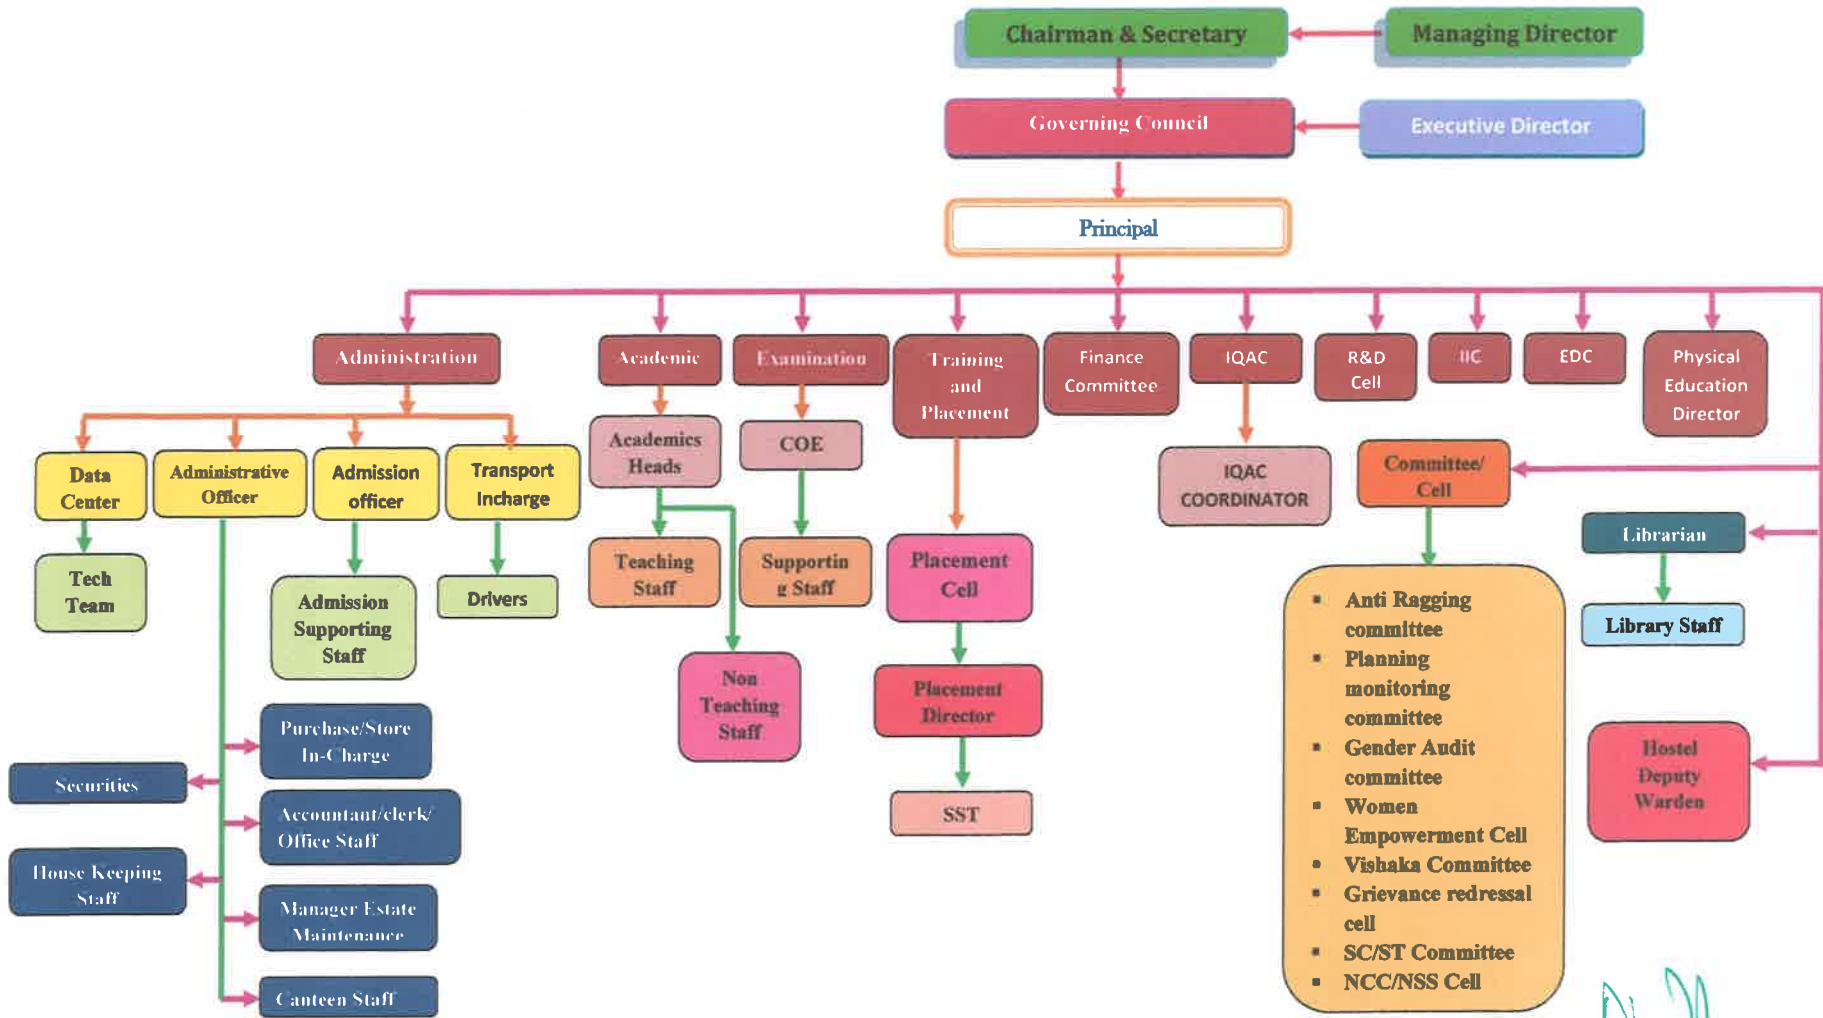 Chairman & Secretary
Managing Director
Governing Council
Executive Director
Principal
Administration
Academic
Examination
Training
and
Placement
Finance
Committee
IQAC
R&D
Cell
IIC
EDC
Physical
Education
Director
Data
Center
Administrative
Officer
Admission
officer
Transport
Incharge
Academics
Heads
COE
IQAC
COORDINATOR
Committee/
Cell
Librarian
Tech
Team
Admission
Supporting
Staff
Drivers
Teaching
Staff
Supportin
g Staff
Placement
Cell
Library Staff
Non
Teaching
Staff
Placement
Director
SST
Hostel
Deputy
Warden
▪ Anti Ragging
committee
▪ Planning
monitoring
committee
▪ Gender Audit
committee
▪ Women
Empowerment Cell
▪ Vishaka Committee
▪ Grievance redressal
cell
▪ SC/ST Committee
▪ NCC/NSS Cell
Purchase/Store
In-Charge
Securities
Accountant/clerk/
Office Staff
House Keeping
Staff
Manager Estate
Maintenance
Canteen Staff